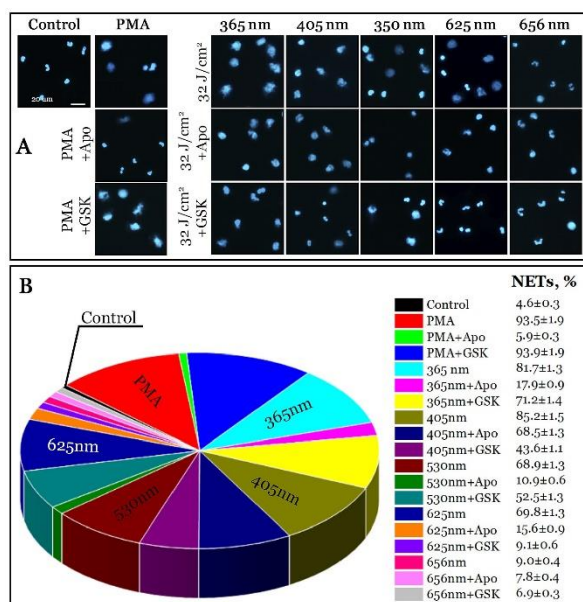 Control
PMA
365 nm
405 nm
350 nm
625 nm
656 nm
20 µm
32 J/cm²
A
PMA
+Apo
32 J/cm²
+Apo
PMA
+GSK
32 J/cm²
+GSK
B
NETs, %
Control
Control 4.6±0.3
PMA 93.5±1.9
PMA+Apo 5.9±0.3
PMA+GSK 93.9±1.9
365 nm 81.7±1.3
365nm+Apo 17.9±0.9
365nm+GSK 71.2±1.4
405nm 85.2±1.5
405nm+Apo 68.5±1.3
405nm+GSK 43.6±1.1
530nm 68.9±1.3
530nm+Apo 10.9±0.6
530nm+GSK 52.5±1.3
625nm 69.8±1.3
625nm+Apo 15.6±0.9
625nm+GSK 9.1±0.6
656nm 9.0±0.4
656nm+Apo 7.8±0.4
656nm+GSK 6.9±0.3
PMA
365nm
625nm
405nm
530nm